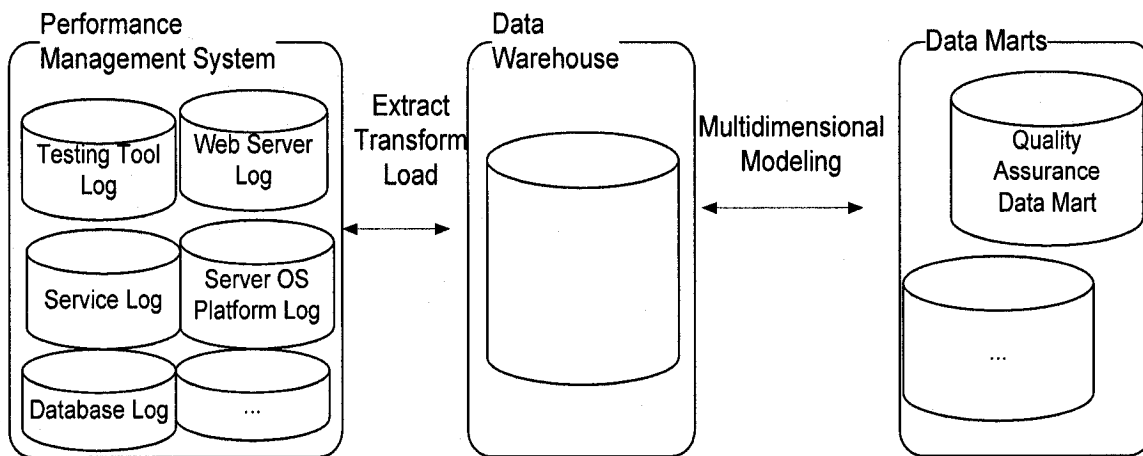 Performance
Management System
Testing Tool
Log
Web Server
Log
Service Log
Server OS
Platform Log
Database Log
...
Extract
Transform
Load
Data
Warehouse
Multidimensional
Modeling
Data Marts
Quality
Assurance
Data Mart
...